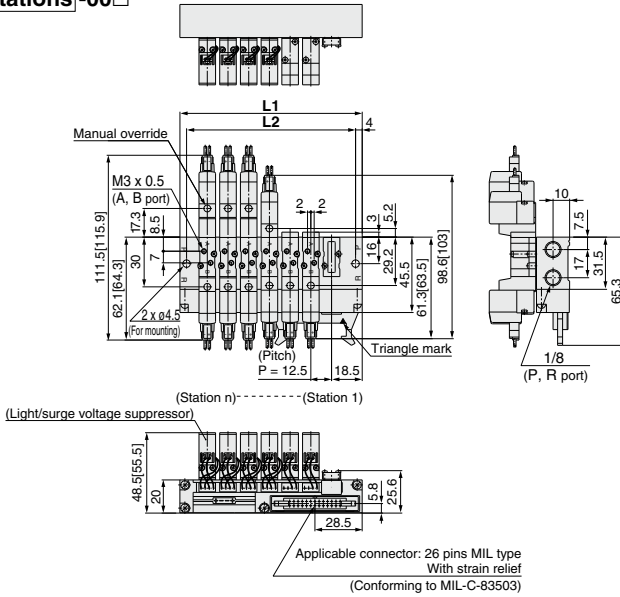 tations -00□
L1
L2
4
Manual override
M3 x 0.5
(A, B port)
17.3
8.5
30
7
111.5[115.9]
62.1[64.3]
2 x ø4.5
(For mounting)
2
2
3
5.2
16
29.2
45.5
61.3[63.5]
98.6[103]
(Pitch)
P = 12.5
18.5
Triangle mark
10
7.5
17
31.5
65.3
1/8
(P, R port)
(Station n)
(Station 1)
(Light/surge voltage suppressor)
48.5[55.5]
20
5.8
25.6
28.5
Applicable connector: 26 pins MIL type
With strain relief
(Conforming to MIL-C-83503)